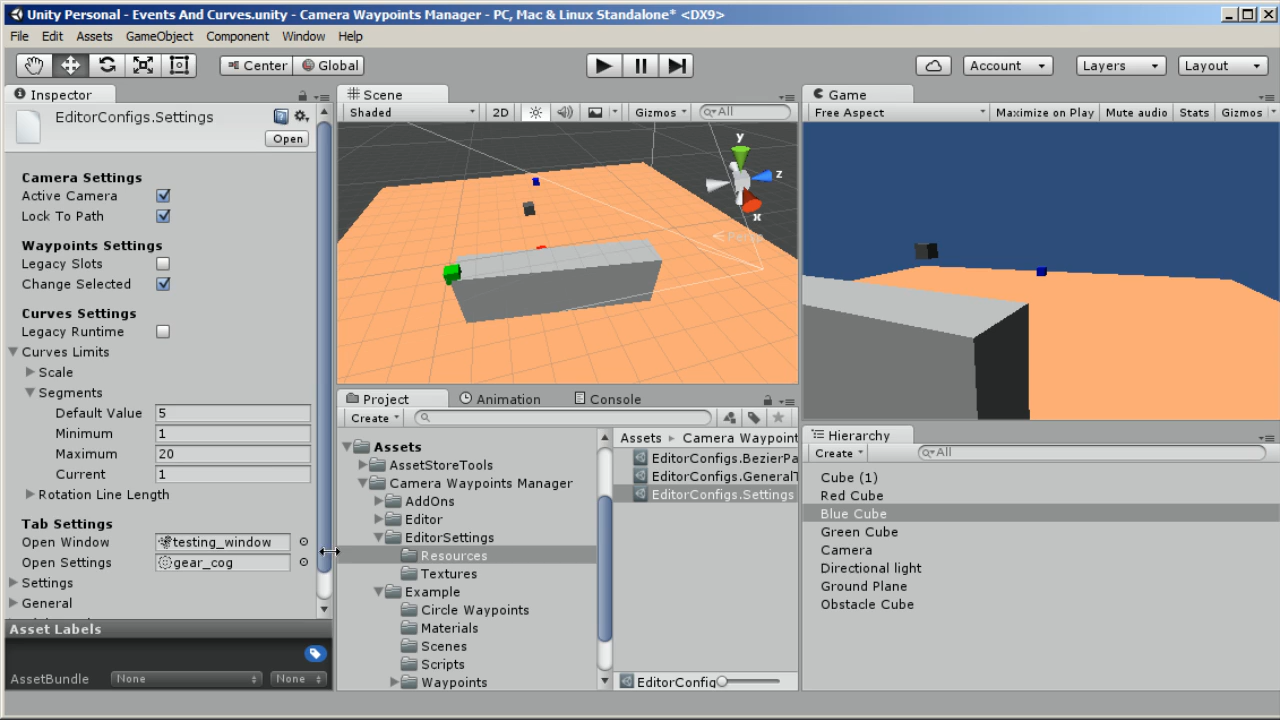 Unity Personal - Events And Curves.unity - Camera Waypoints Manager - PC, Mac & Linux Standalone* <DX9>
File Edit Assets GameObject Component Window Help
Center Global Account Layers Layout
Inspector
EditorConfigs.Settings
Open
Camera Settings
Active Camera
Lock To Path
Waypoints Settings
Legacy Slots
Change Selected
Curves Settings
Legacy Runtime
Curves Limits
Scale
Segments
Default Value 5
Minimum 1
Maximum 20
Current 1
Rotation Line Length
Tab Settings
Open Window testing_window
Open Settings gear_cog
Settings
General
Asset Labels
AssetBundle None None
Scene
Shaded 2D Gizmos All
y
z
x
Persp
Project Animation Console
Create
Assets
AssetStoreTools
Camera Waypoints Manager
AddOns
Editor
EditorSettings
Resources
Textures
Example
Circle Waypoints
Materials
Scenes
Scripts
Waypoints
Assets Camera Waypoint
EditorConfigs.BezierPa
EditorConfigs.GeneralT
EditorConfigs.Settings
EditorConfig
Game
Free Aspect Maximize on Play Mute audio Stats Gizmos
Hierarchy
Create All
Cube (1)
Red Cube
Blue Cube
Green Cube
Camera
Directional light
Ground Plane
Obstacle Cube